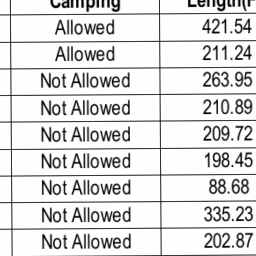 Camping Length(F
Allowed 421.54
Allowed 211.24
Not Allowed 263.95
Not Allowed 210.89
Not Allowed 209.72
Not Allowed 198.45
Not Allowed 88.68
Not Allowed 335.23
Not Allowed 202.87